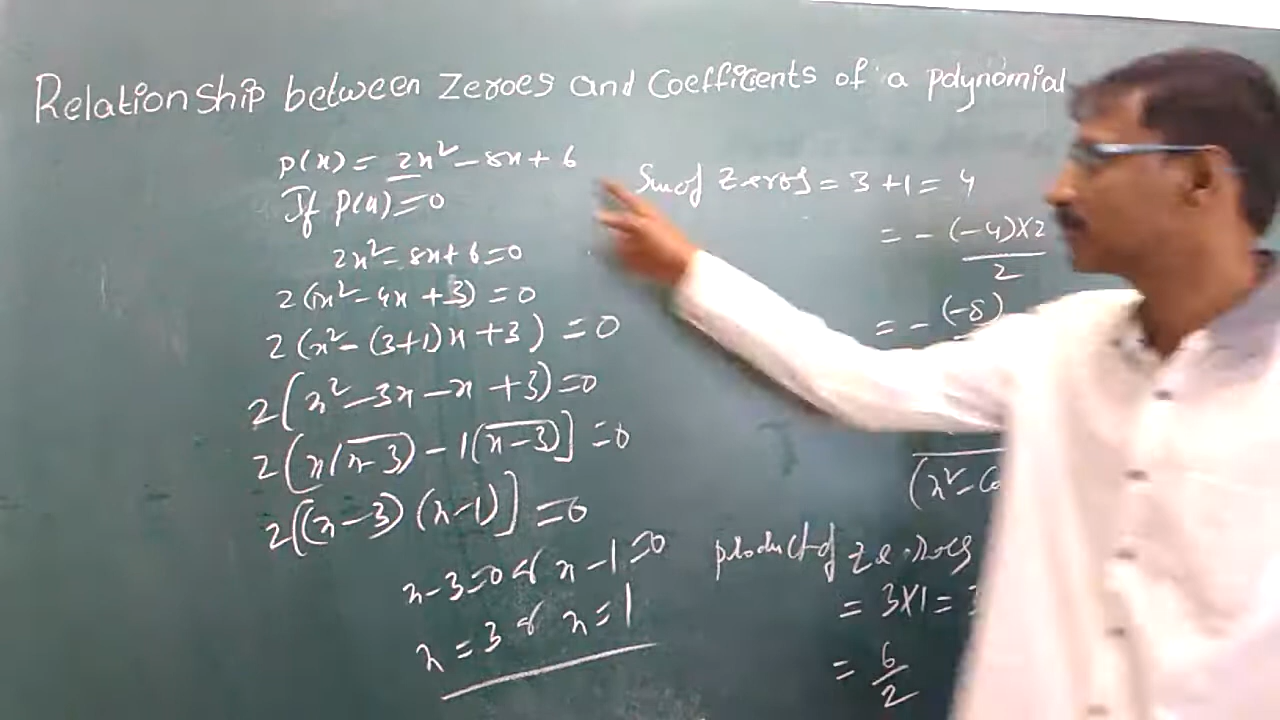 Relationship between Zeroes and Coefficients of a polynomial
p(x) = 2x² - 8x + 6
If p(x) = 0
2x² - 8x + 6 = 0
2(x² - 4x + 3) = 0
2(x² - (3+1)x + 3) = 0
2(x² - 3x - x + 3) = 0
2(x(x-3) - 1(x-3)] = 0
2[(x-3)(x-1)] = 0
x-3=0 or x-1=0
x=3 or x=1
Sum of Zeros = 3+1 = 4
= - (-4)×2
2
= - (-8)
(x²-Co
product of Zeroes
= 3×1 = 3
= 6
2